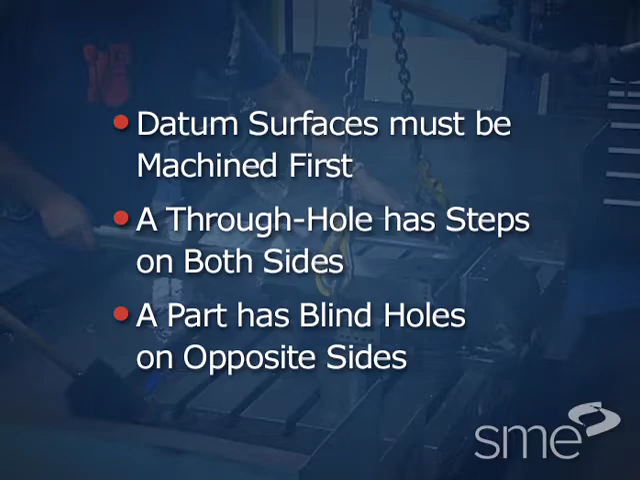 Datum Surfaces must be
Machined First
A Through-Hole has Steps
on Both Sides
A Part has Blind Holes
on Opposite Sides
sme